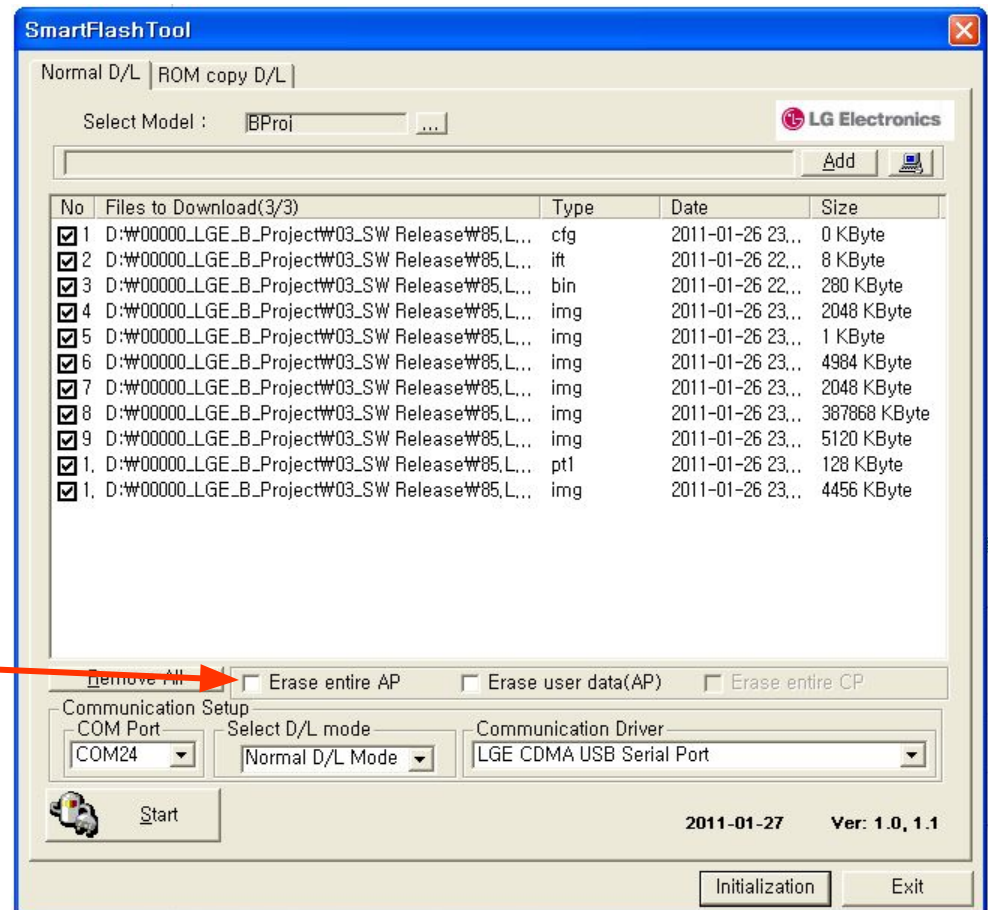 SmartFlashTool
Normal D/L ROM copy D/L
Select Model : BProj ... LG Electronics
Add
No Files to Download(3/3) Type Date Size
1 D:₩00000_LGE_B_Project₩03_SW Release₩85,L... cfg 2011-01-26 23... 0 KByte
2 D:₩00000_LGE_B_Project₩03_SW Release₩85,L... ift 2011-01-26 22... 8 KByte
3 D:₩00000_LGE_B_Project₩03_SW Release₩85,L... bin 2011-01-26 22... 280 KByte
4 D:₩00000_LGE_B_Project₩03_SW Release₩85,L... img 2011-01-26 23... 2048 KByte
5 D:₩00000_LGE_B_Project₩03_SW Release₩85,L... img 2011-01-26 23... 1 KByte
6 D:₩00000_LGE_B_Project₩03_SW Release₩85,L... img 2011-01-26 23... 4984 KByte
7 D:₩00000_LGE_B_Project₩03_SW Release₩85,L... img 2011-01-26 23... 2048 KByte
8 D:₩00000_LGE_B_Project₩03_SW Release₩85,L... img 2011-01-26 23... 387868 KByte
9 D:₩00000_LGE_B_Project₩03_SW Release₩85,L... img 2011-01-26 23... 5120 KByte
1. D:₩00000_LGE_B_Project₩03_SW Release₩85,L... pt1 2011-01-26 23... 128 KByte
1. D:₩00000_LGE_B_Project₩03_SW Release₩85,L... img 2011-01-26 23... 4456 KByte
Remove All Erase entire AP Erase user data(AP) Erase entire CP
Communication Setup
COM Port Select D/L mode Communication Driver
COM24 Normal D/L Mode LGE CDMA USB Serial Port
Start
2011-01-27 Ver: 1.0, 1.1
Initialization Exit